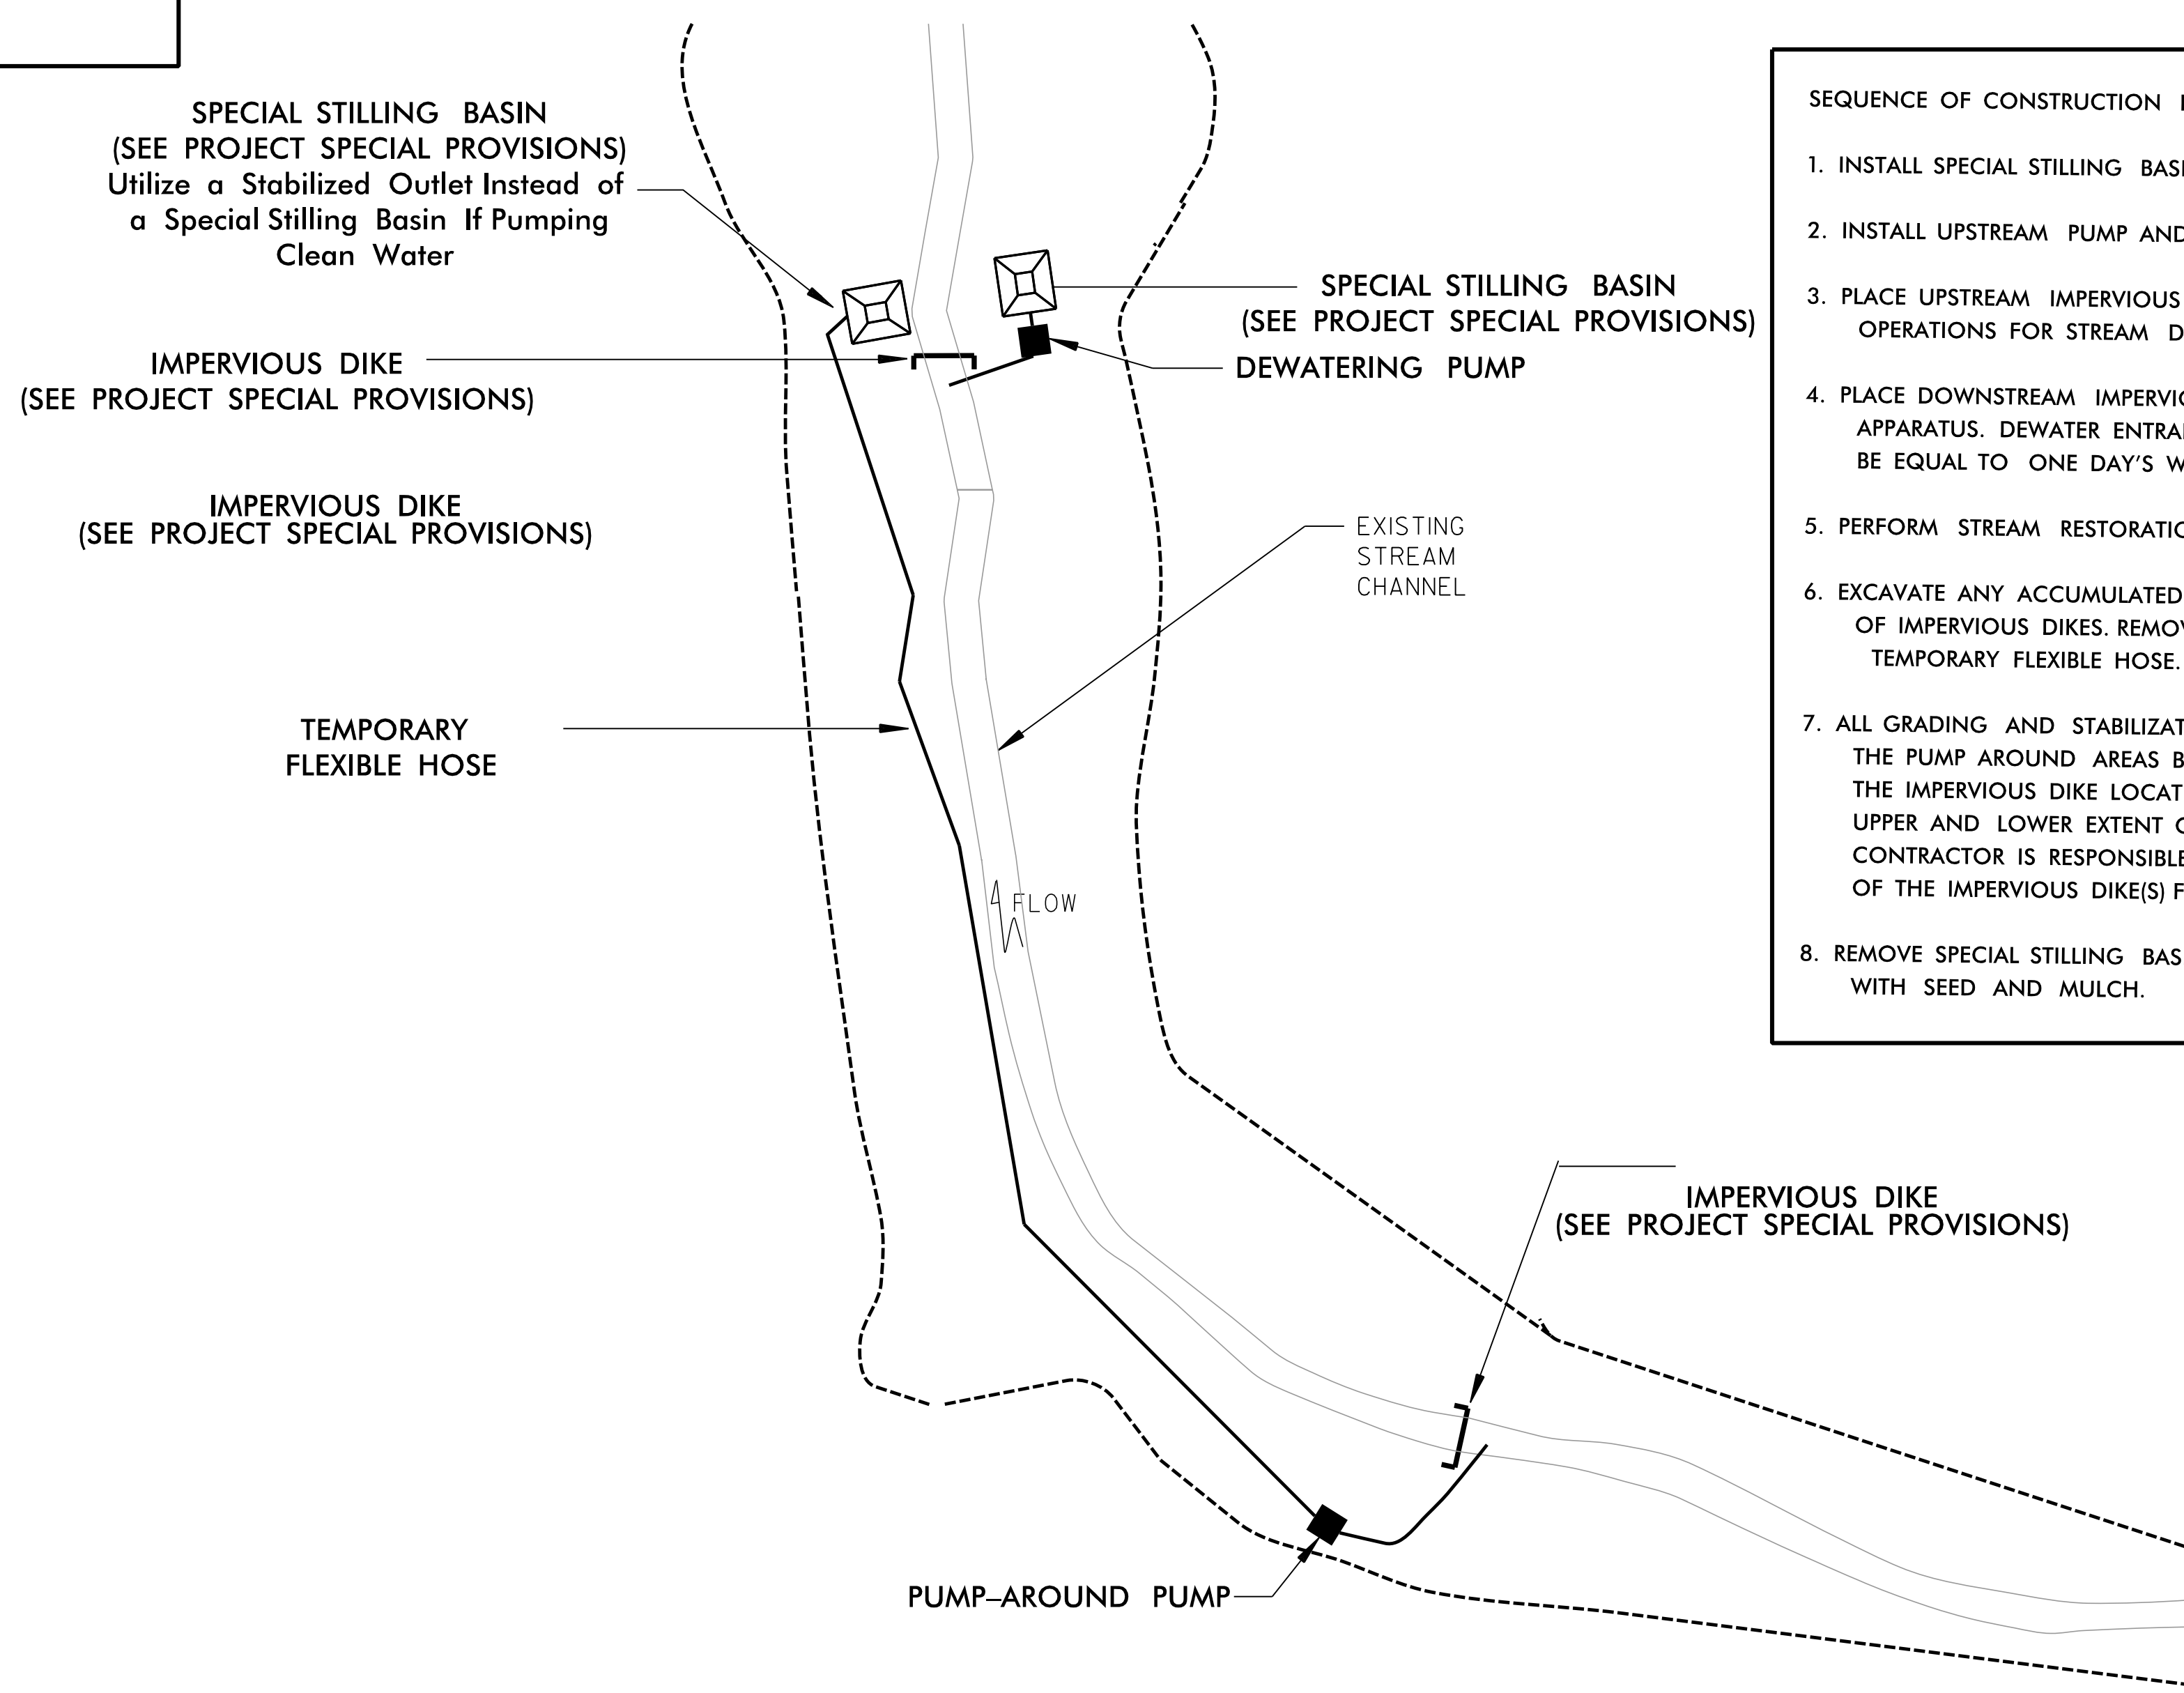 SPECIAL STILLING BASIN
(SEE PROJECT SPECIAL PROVISIONS)
Utilize a Stabilized Outlet Instead of
a Special Stilling Basin If Pumping
Clean Water
IMPERVIOUS DIKE
(SEE PROJECT SPECIAL PROVISIONS)
IMPERVIOUS DIKE
(SEE PROJECT SPECIAL PROVISIONS)
TEMPORARY
FLEXIBLE HOSE
SPECIAL STILLING BASIN
(SEE PROJECT SPECIAL PROVISIONS)
DEWATERING PUMP
EXISTING
STREAM
CHANNEL
FLOW
IMPERVIOUS DIKE
(SEE PROJECT SPECIAL PROVISIONS)
PUMP-AROUND PUMP
SEQUENCE OF CONSTRUCTION
1. INSTALL SPECIAL STILLING
2. INSTALL UPSTREAM PUMP AND
3. PLACE UPSTREAM IMPERVIOUS
OPERATIONS FOR STREAM
4. PLACE DOWNSTREAM
APPARATUS. DEWATER
BE EQUAL TO ONE DAY'S
5. PERFORM STREAM
6. EXCAVATE ANY ACCUMULATED
OF IMPERVIOUS DIKES.
TEMPORARY FLEXIBLE HOSE.
7. ALL GRADING AND
THE PUMP AROUND AREAS
THE IMPERVIOUS DIKE
UPPER AND LOWER EXTENT
CONTRACTOR IS
OF THE IMPERVIOUS DIKE(S)
8. REMOVE SPECIAL STILLING
WITH SEED AND MULCH.